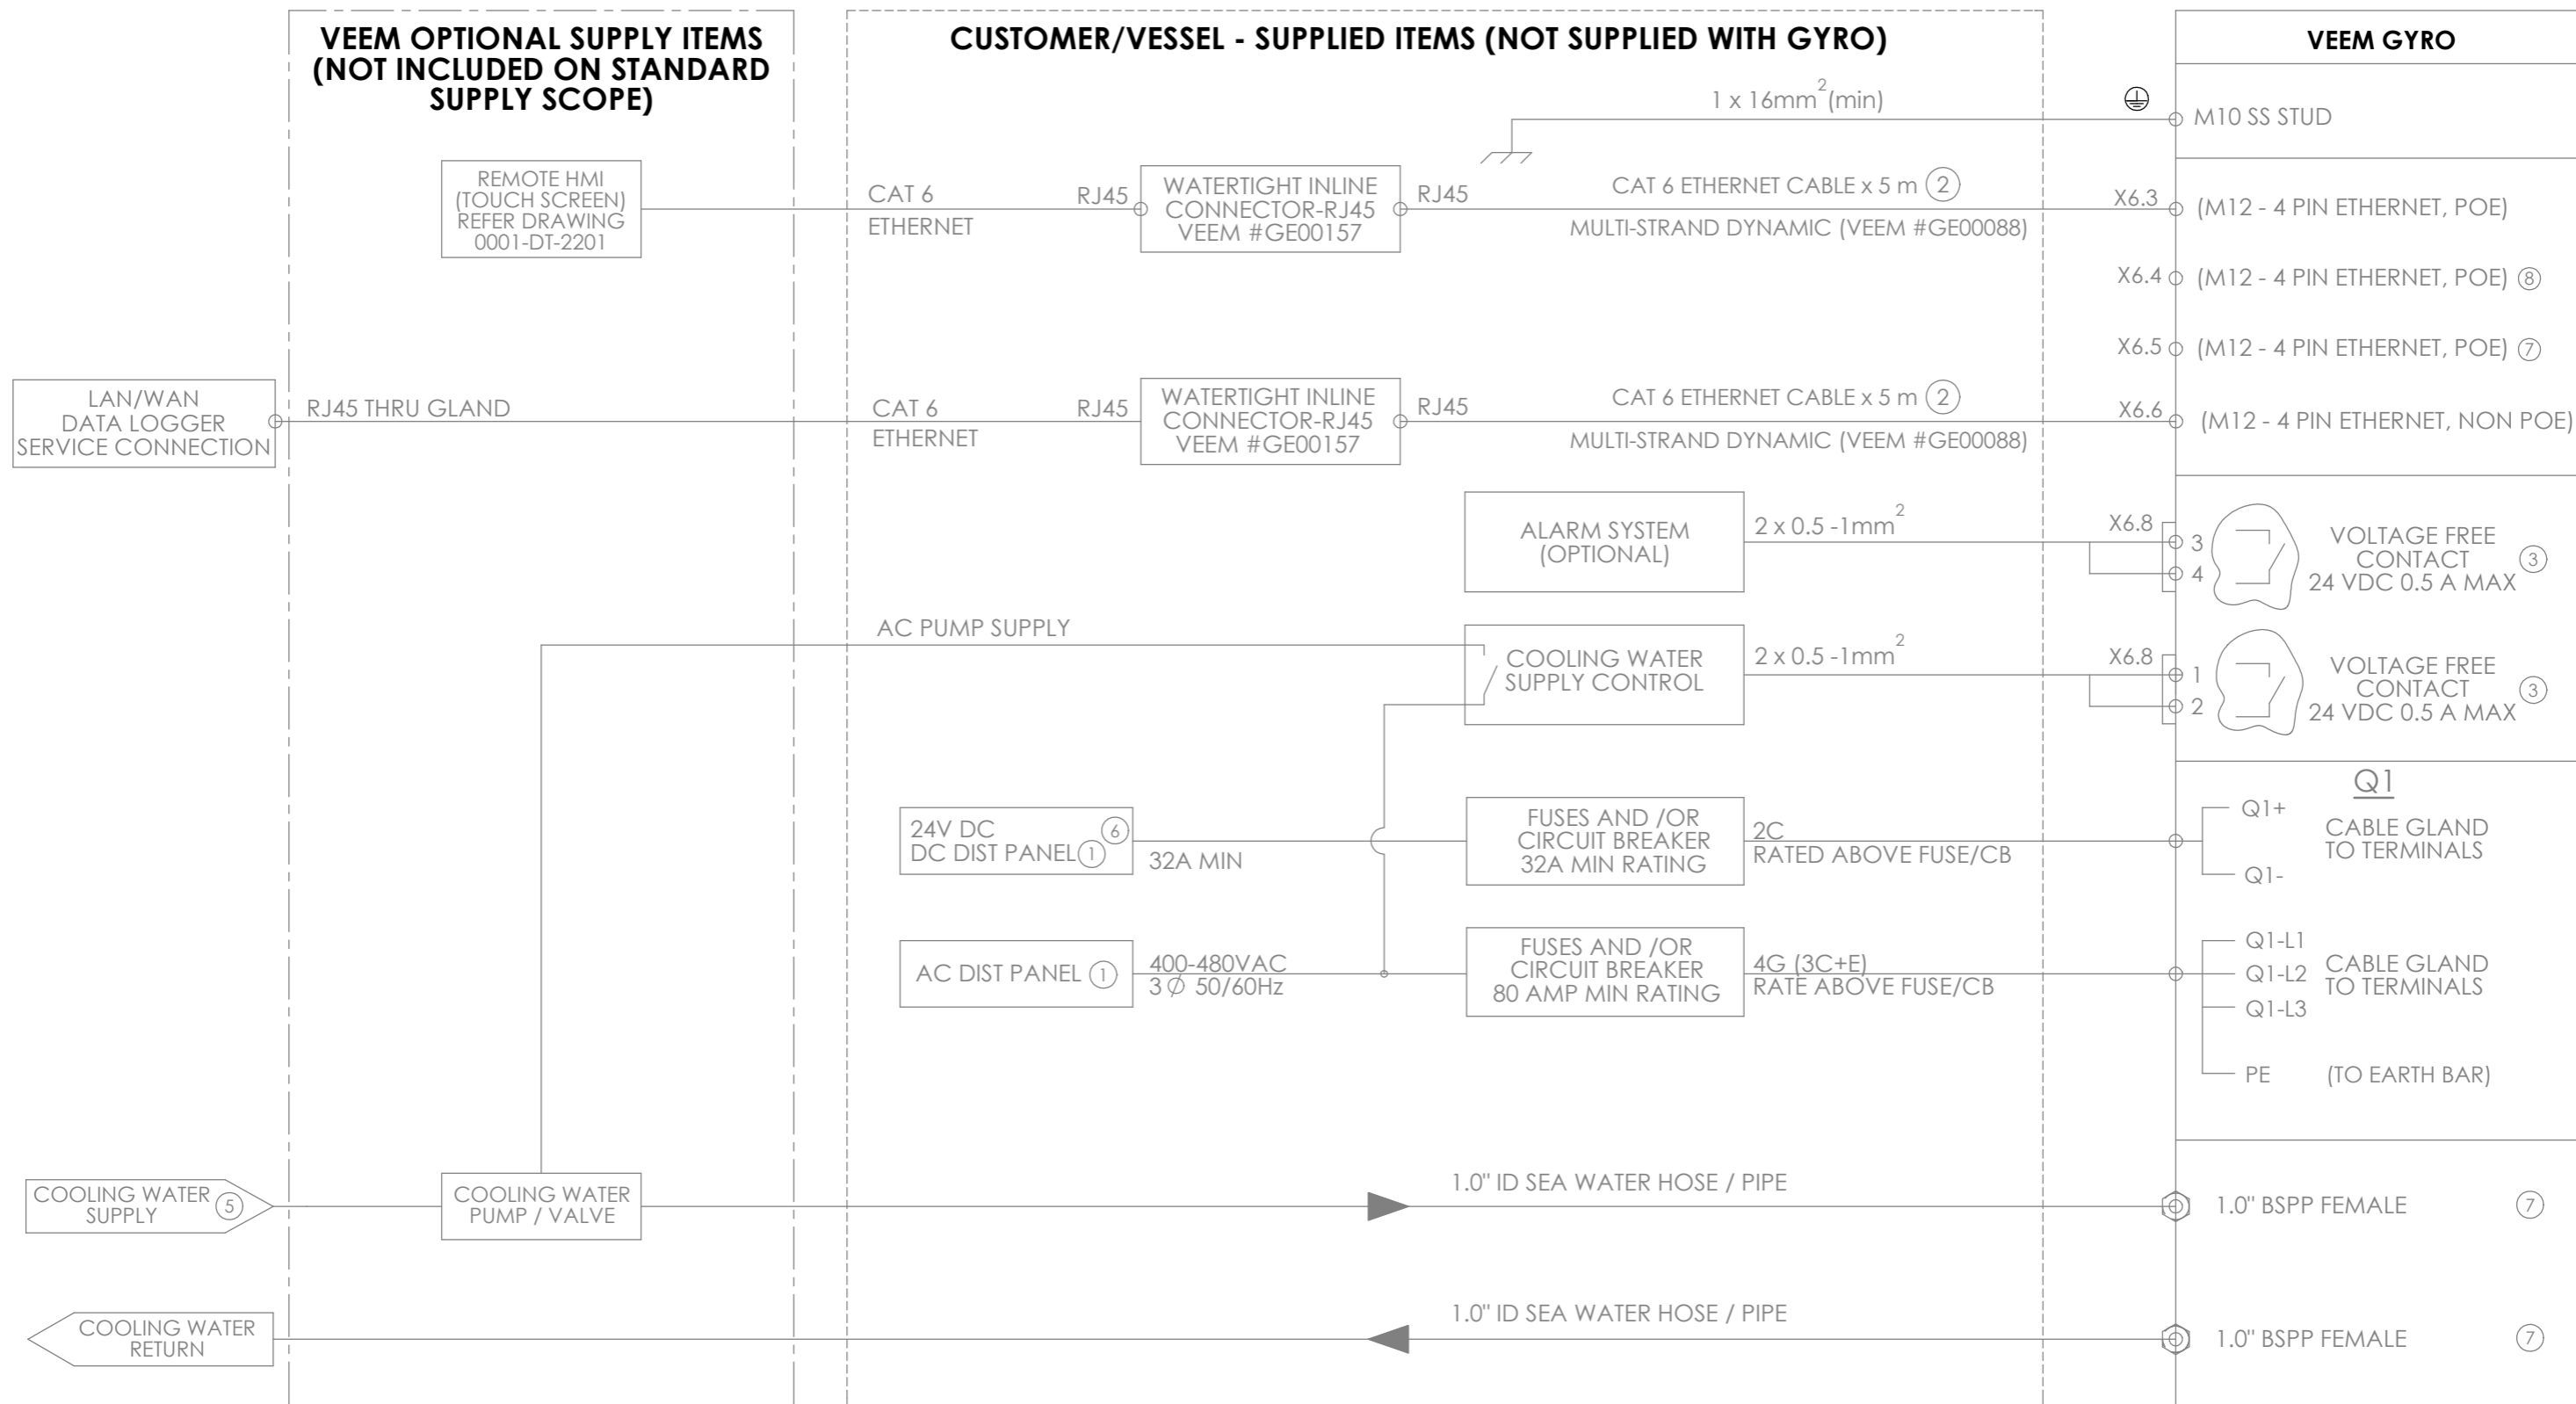 VEEM OPTIONAL SUPPLY ITEMS
(NOT INCLUDED ON STANDARD
SUPPLY SCOPE)
CUSTOMER/VESSEL - SUPPLIED ITEMS (NOT SUPPLIED WITH GYRO)
VEEM GYRO
1 x 16mm²(min)
M10 SS STUD
REMOTE HMI
(TOUCH SCREEN)
REFER DRAWING
0001-DT-2201
CAT 6
ETHERNET
RJ45
WATERTIGHT INLINE
CONNECTOR-RJ45
VEEM #GE00157
RJ45
CAT 6 ETHERNET CABLE x 5 m 2
MULTI-STRAND DYNAMIC (VEEM #GE00088)
X6.3
(M12 - 4 PIN ETHERNET, POE)
X6.4
(M12 - 4 PIN ETHERNET, POE) 8
X6.5
(M12 - 4 PIN ETHERNET, POE) 7
LAN/WAN
DATA LOGGER
SERVICE CONNECTION
RJ45 THRU GLAND
CAT 6
ETHERNET
RJ45
WATERTIGHT INLINE
CONNECTOR-RJ45
VEEM #GE00157
RJ45
CAT 6 ETHERNET CABLE x 5 m 2
MULTI-STRAND DYNAMIC (VEEM #GE00088)
X6.6
(M12 - 4 PIN ETHERNET, NON POE)
ALARM SYSTEM
(OPTIONAL)
2 x 0.5 -1mm²
X6.8
3
4
VOLTAGE FREE
CONTACT
24 VDC 0.5 A MAX
3
AC PUMP SUPPLY
COOLING WATER
SUPPLY CONTROL
2 x 0.5 -1mm²
X6.8
1
2
VOLTAGE FREE
CONTACT
24 VDC 0.5 A MAX
3
Q1
24V DC 6
DC DIST PANEL 1
32A MIN
FUSES AND /OR
CIRCUIT BREAKER
32A MIN RATING
2C
RATED ABOVE FUSE/CB
Q1+
Q1-
CABLE GLAND
TO TERMINALS
AC DIST PANEL 1
400-480VAC
3 Ø 50/60Hz
FUSES AND /OR
CIRCUIT BREAKER
80 AMP MIN RATING
4G (3C+E)
RATE ABOVE FUSE/CB
Q1-L1
Q1-L2
Q1-L3
CABLE GLAND
TO TERMINALS
PE
(TO EARTH BAR)
COOLING WATER
SUPPLY
5
COOLING WATER
PUMP / VALVE
1.0" ID SEA WATER HOSE / PIPE
1.0" BSPP FEMALE 7
COOLING WATER
RETURN
1.0" ID SEA WATER HOSE / PIPE
1.0" BSPP FEMALE 7